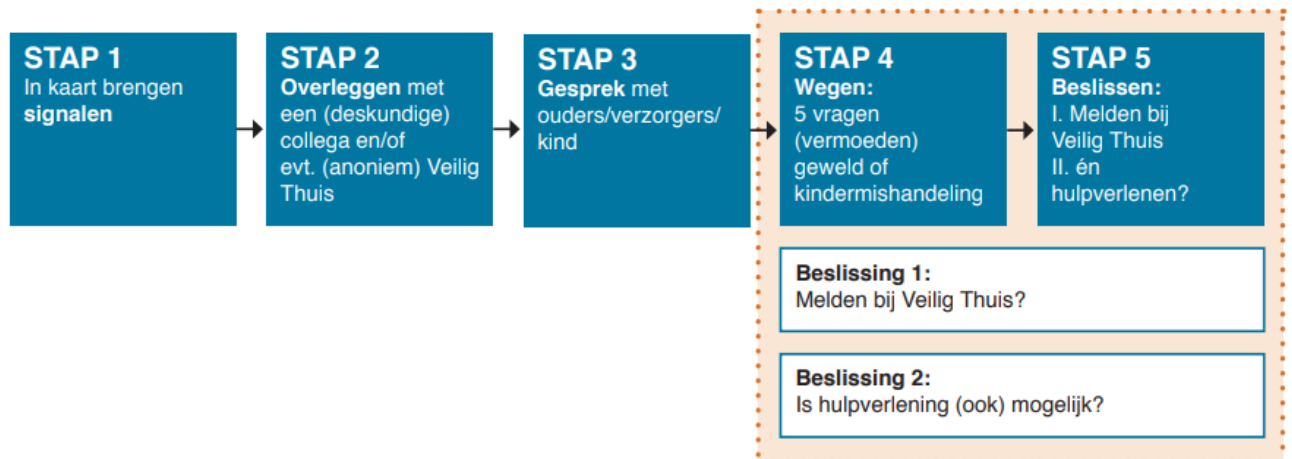 STAP 1
In kaart brengen
signalen
STAP 2
Overleggen met
een (deskundige)
collega en/of
evt. (anoniem) Veilig
Thuis
STAP 3
Gesprek met
ouders/verzorgers/
kind
STAP 4
Wegen:
5 vragen
(vermoeden)
geweld of
kindermishandeling
STAP 5
Beslissen:
I. Melden bij
Veilig Thuis
II. én
hulpverlenen?
Beslissing 1:
Melden bij Veilig Thuis?
Beslissing 2:
Is hulpverlening (ook) mogelijk?